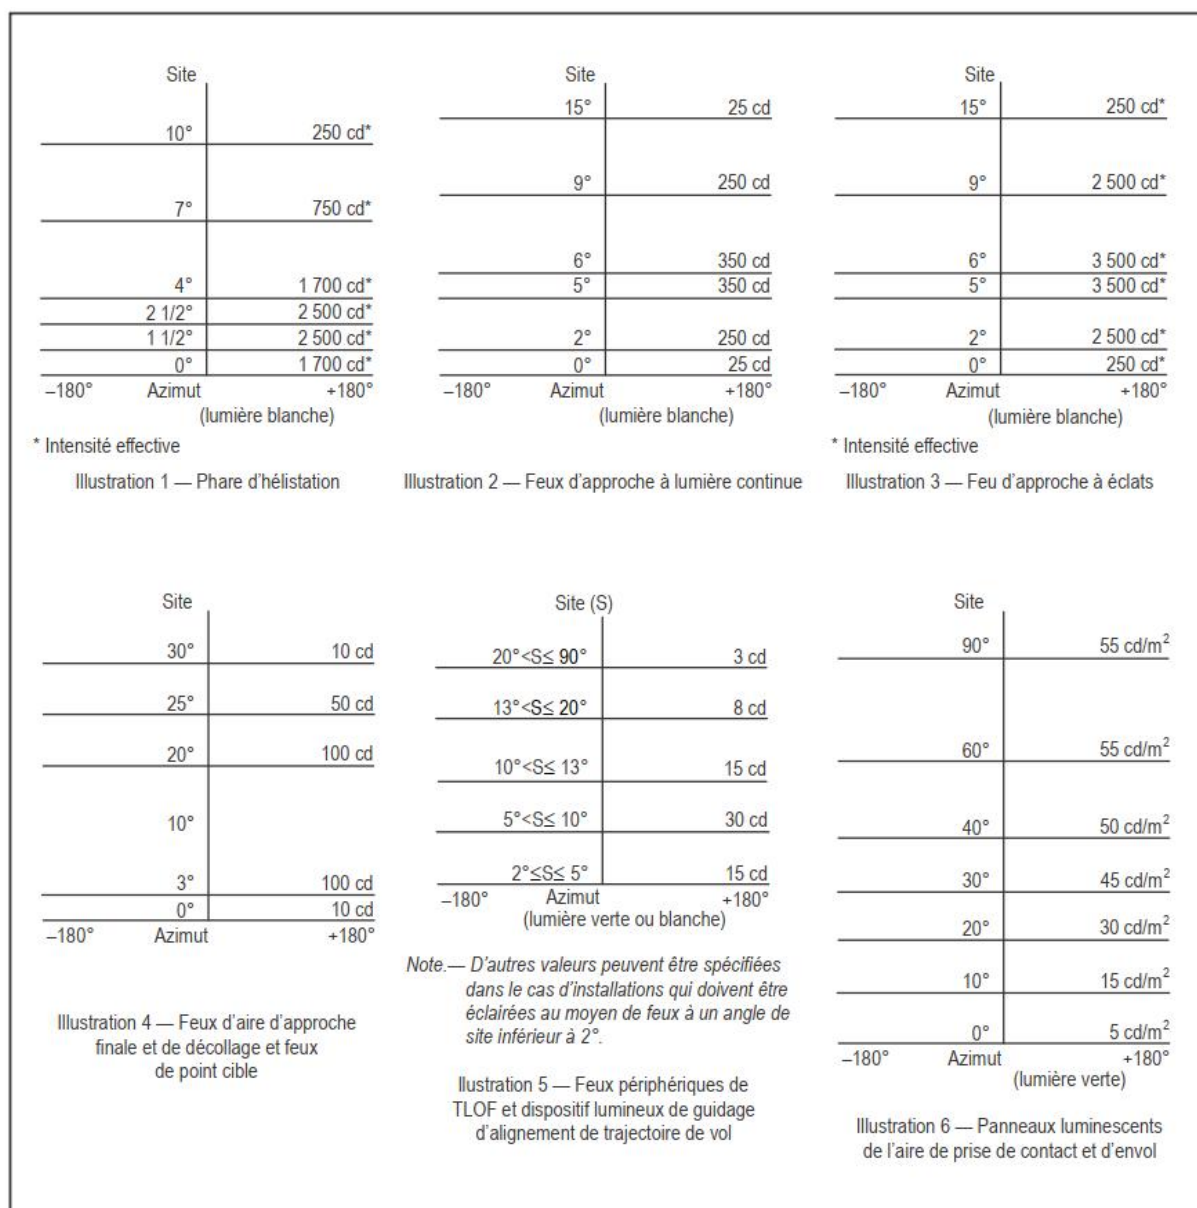 Site
10° 250 cd*
7° 750 cd*
4° 1 700 cd*
2 1/2° 2 500 cd*
1 1/2° 2 500 cd*
0° 1 700 cd*
–180° Azimut +180°
(lumière blanche)
* Intensité effective
Illustration 1 — Phare d'hélistation
Site
15° 25 cd
9° 250 cd
6° 350 cd
5° 350 cd
2° 250 cd
0° 25 cd
–180° Azimut +180°
(lumière blanche)
Illustration 2 — Feux d'approche à lumière continue
Site
15° 250 cd*
9° 2 500 cd*
6° 3 500 cd*
5° 3 500 cd*
2° 2 500 cd*
0° 250 cd*
–180° Azimut +180°
(lumière blanche)
* Intensité effective
Illustration 3 — Feu d'approche à éclats
Site
30° 10 cd
25° 50 cd
20° 100 cd
10°
3° 100 cd
0° 10 cd
–180° Azimut +180°
Illustration 4 — Feux d'aire d'approche
finale et de décollage et feux
de point cible
Site (S)
20°<S≤ 90° 3 cd
13°<S≤ 20° 8 cd
10°<S≤ 13° 15 cd
5°<S≤ 10° 30 cd
2°≤S≤ 5° 15 cd
–180° Azimut +180°
(lumière verte ou blanche)
Note.— D'autres valeurs peuvent être spécifiées
dans le cas d'installations qui doivent être
éclairées au moyen de feux à un angle de
site inférieur à 2°.
Illustration 5 — Feux périphériques de
TLOF et dispositif lumineux de guidage
d'alignement de trajectoire de vol
Site
90° 55 cd/m²
60° 55 cd/m²
40° 50 cd/m²
30° 45 cd/m²
20° 30 cd/m²
10° 15 cd/m²
0° 5 cd/m²
–180° Azimut +180°
(lumière verte)
Illustration 6 — Panneaux luminescents
de l'aire de prise de contact et d'envol